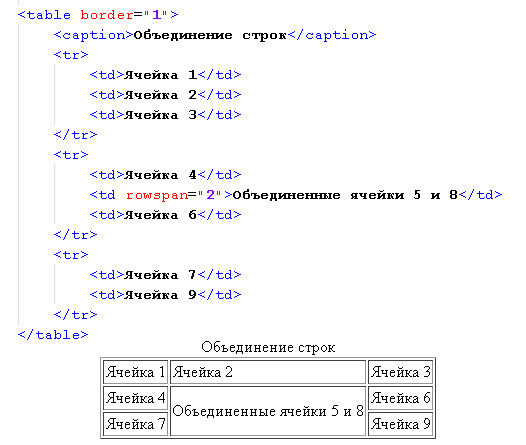 <table border="1">
<caption>Объединение строк</caption>
<tr>
<td>Ячейка 1</td>
<td>Ячейка 2</td>
<td>Ячейка 3</td>
</tr>
<tr>
<td>Ячейка 4</td>
<td rowspan="2">Объединенные ячейки 5 и 8</td>
<td>Ячейка 6</td>
</tr>
<tr>
<td>Ячейка 7</td>
<td>Ячейка 9</td>
</tr>
</table>
Объединение строк
Ячейка 1 Ячейка 2 Ячейка 3
Ячейка 4 Ячейка 6
Объединенные ячейки 5 и 8
Ячейка 7 Ячейка 9